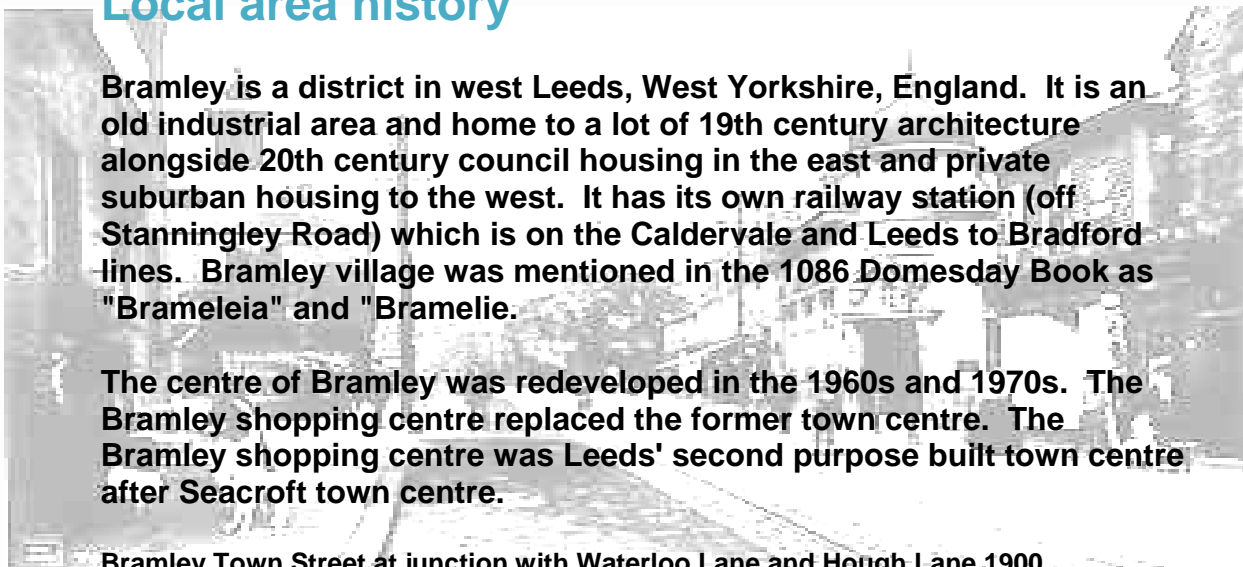 Local area history
Bramley is a district in west Leeds, West Yorkshire, England.  It is an
old industrial area and home to a lot of 19th century architecture
alongside 20th century council housing in the east and private
suburban housing to the west.  It has its own railway station (off
Stanningley Road) which is on the Caldervale and Leeds to Bradford
lines.  Bramley village was mentioned in the 1086 Domesday Book as
"Brameleia" and "Bramelie.
The centre of Bramley was redeveloped in the 1960s and 1970s.  The
Bramley shopping centre replaced the former town centre.  The
Bramley shopping centre was Leeds' second purpose built town centre
after Seacroft town centre.
Bramley Town Street at junction with Waterloo Lane and Hough Lane 1900